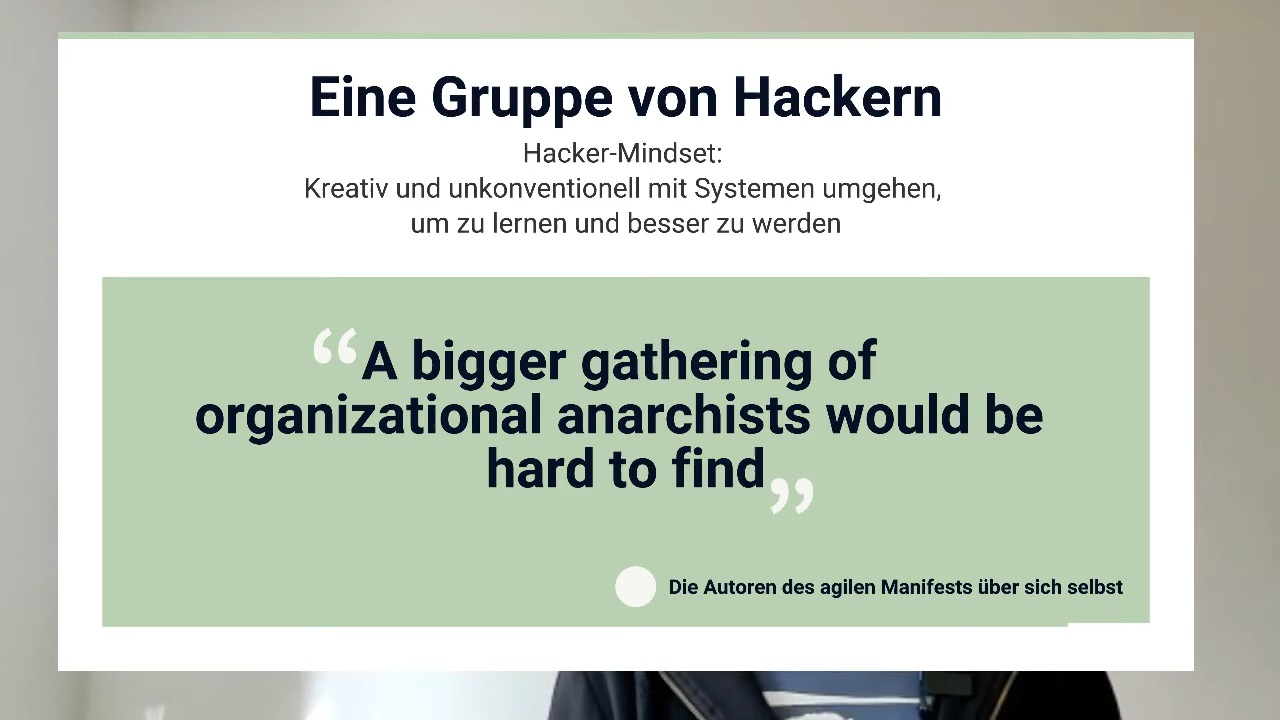 Eine Gruppe von Hackern
Hacker-Mindset:
Kreativ und unkonventionell mit Systemen umgehen,
um zu lernen und besser zu werden
“A bigger gathering of
organizational anarchists would be
hard to find”
Die Autoren des agilen Manifests über sich selbst